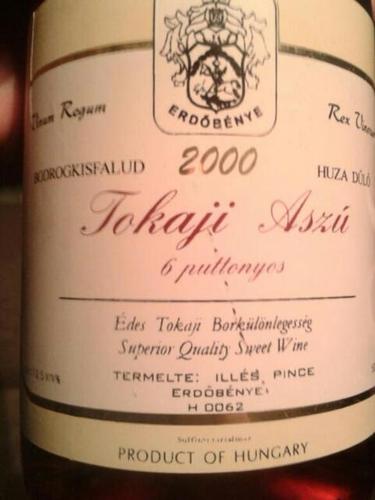 ERDŐBÉNYE
Vinum Regum Rex
BODROGKISFALUD 2000 HUZA DŰLŐ
Tokaji Aszú
6 puttonyos
Édes Tokaji Borkülönlegesség
Superior Quality Sweet Wine
TERMELTE: ILLÉS PINCE
ERDŐBÉNYE
H 0062
PRODUCT OF HUNGARY